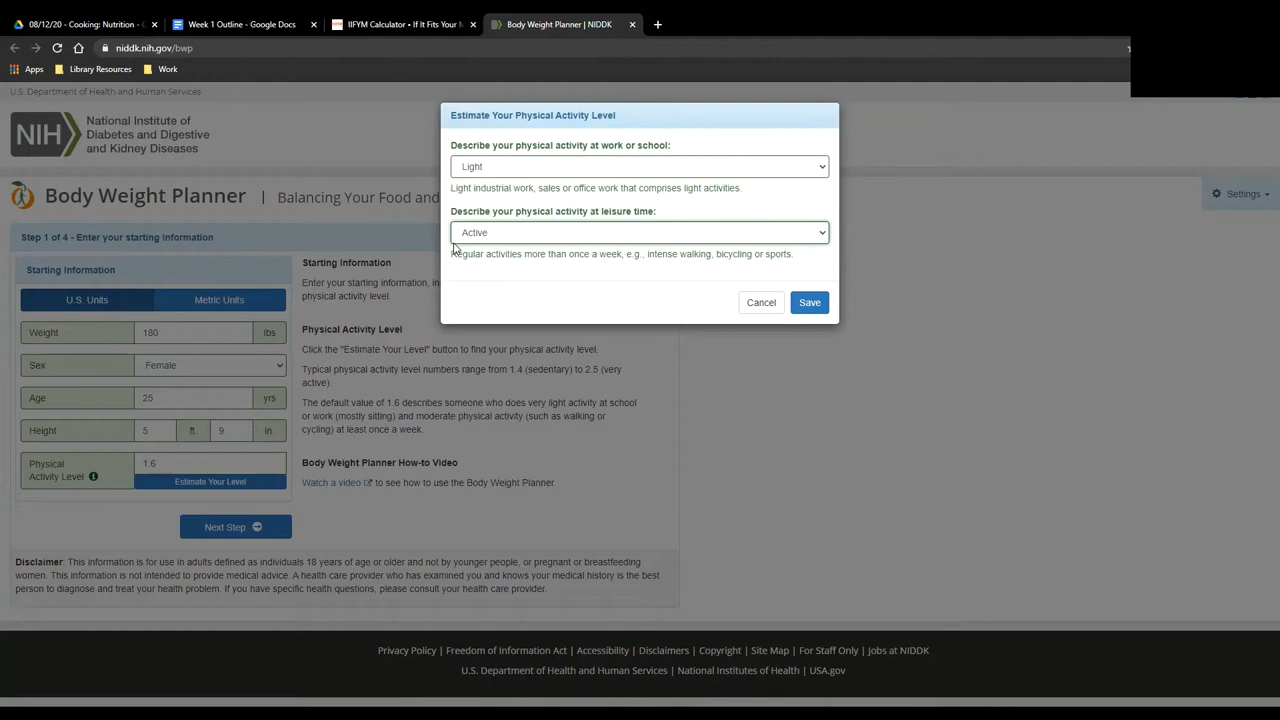 08/12/20 - Cooking: Nutrition - G
Week 1 Outline - Google Docs
IIFYM Calculator • If It Fits Your M
Body Weight Planner | NIDDK
niddk.nih.gov/bwp
Apps
Library Resources
Work
U.S. Department of Health and Human Services
NIH
National Institute of
Diabetes and Digestive
and Kidney Diseases
Body Weight Planner | Balancing Your Food and
Settings
Estimate Your Physical Activity Level
Describe your physical activity at work or school:
Light
Light industrial work, sales or office work that comprises light activities.
Describe your physical activity at leisure time:
Active
Regular activities more than once a week, e.g., intense walking, bicycling or sports.
Cancel
Save
Step 1 of 4 - Enter your starting information
Starting Information
U.S. Units
Metric Units
Weight 180 lbs
Sex Female
Age 25 yrs
Height 5 ft. 9 in.
Physical
Activity Level
1.6
Estimate Your Level
Next Step
Starting Information
Enter your starting information, in
physical activity level.
Physical Activity Level
Click the "Estimate Your Level" button to find your physical activity level.
Typical physical activity level numbers range from 1.4 (sedentary) to 2.5 (very
active).
The default value of 1.6 describes someone who does very light activity at school
or work (mostly sitting) and moderate physical activity (such as walking or
cycling) at least once a week.
Body Weight Planner How-to Video
Watch a video to see how to use the Body Weight Planner.
Disclaimer: This information is for use in adults defined as individuals 18 years of age or older and not by younger people, or pregnant or breastfeeding
women. This information is not intended to provide medical advice. A health care provider who has examined you and knows your medical history is the best
person to diagnose and treat your health problem. If you have specific health questions, please consult your health care provider.
Privacy Policy | Freedom of Information Act | Accessibility | Disclaimers | Copyright | Site Map | For Staff Only | Jobs at NIDDK
U.S. Department of Health and Human Services | National Institutes of Health | USA.gov